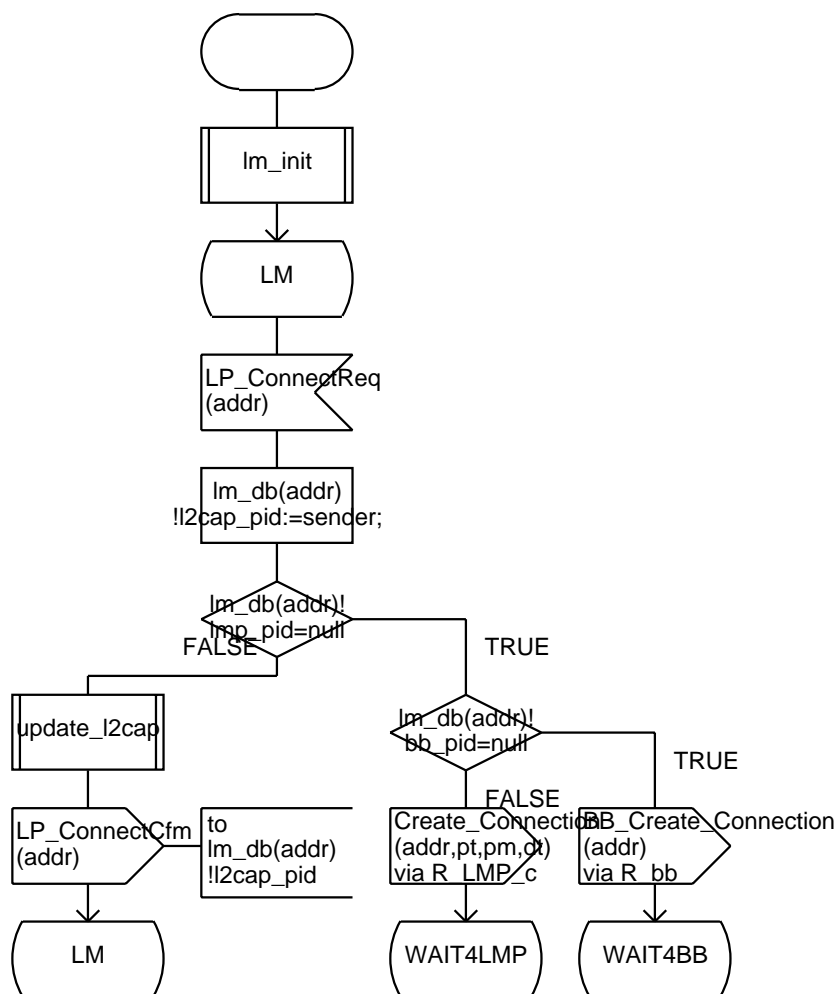 lm_init
LM
LP_ConnectReq
(addr)
lm_db(addr)
!l2cap_pid:=sender;
lm_db(addr)!
lmp_pid=null
FALSE
TRUE
update_l2cap
lm_db(addr)!
bb_pid=null
FALSE
TRUE
LP_ConnectCfm
(addr)
to
lm_db(addr)
!l2cap_pid
Create_Connection
(addr,pt,pm,dt)
via R_LMP_c
BB_Create_Connection
(addr)
via R_bb
LM
WAIT4LMP
WAIT4BB